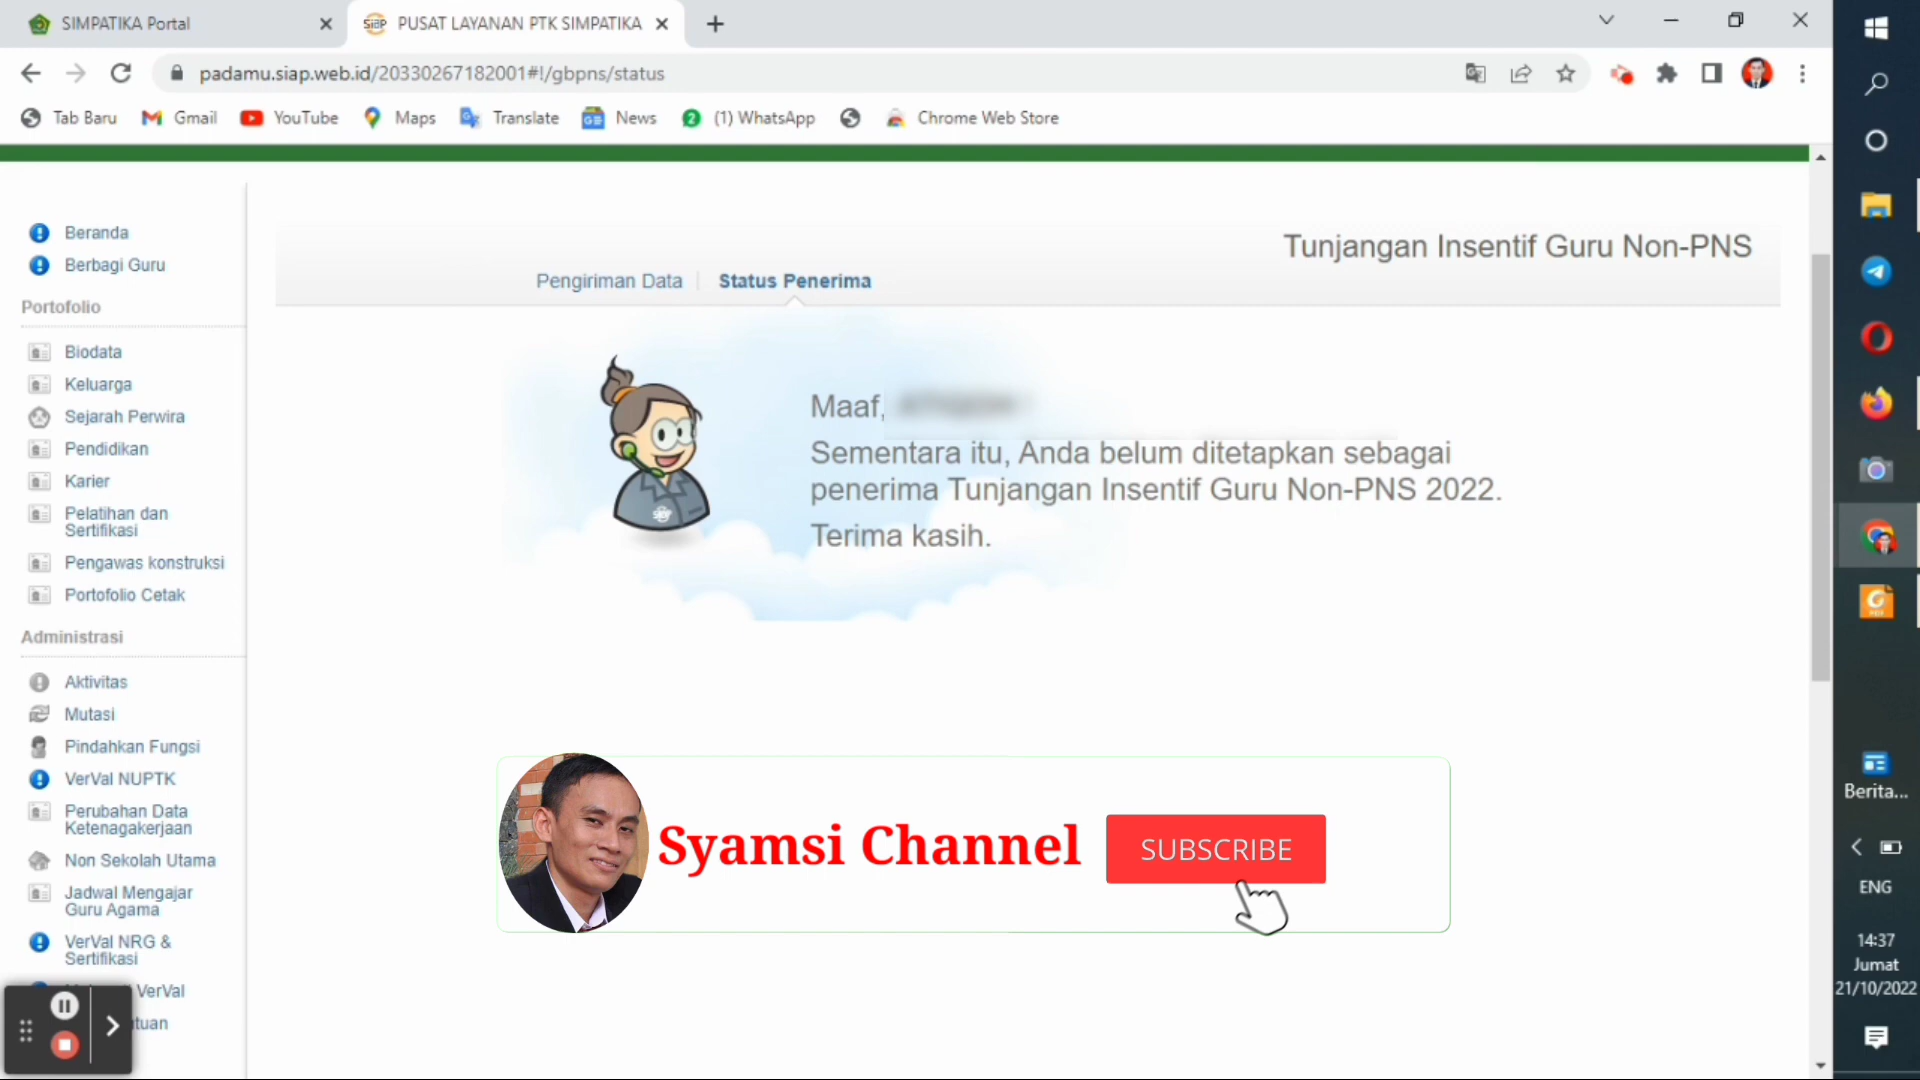 SIMPATIKA Portal
SIAP PUSAT LAYANAN PTK SIMPATIKA
padamu.siap.web.id/20330267182001#!/gbpns/status
Tab Baru Gmail YouTube Maps Translate News 2 (1) WhatsApp Chrome Web Store
Beranda
Berbagi Guru
Portofolio
Biodata
Keluarga
Sejarah Perwira
Pendidikan
Karier
Pelatihan dan
Sertifikasi
Pengawas konstruksi
Portofolio Cetak
Administrasi
Aktivitas
Mutasi
Pindahkan Fungsi
VerVal NUPTK
Perubahan Data
Ketenagakerjaan
Non Sekolah Utama
Jadwal Mengajar
Guru Agama
VerVal NRG &
Sertifikasi
VerVal
tuan
Tunjangan Insentif Guru Non-PNS
Pengiriman Data Status Penerima
Maaf,
Sementara itu, Anda belum ditetapkan sebagai
penerima Tunjangan Insentif Guru Non-PNS 2022.
Terima kasih.
Syamsi Channel SUBSCRIBE
Berita...
ENG
14:37
Jumat
21/10/2022